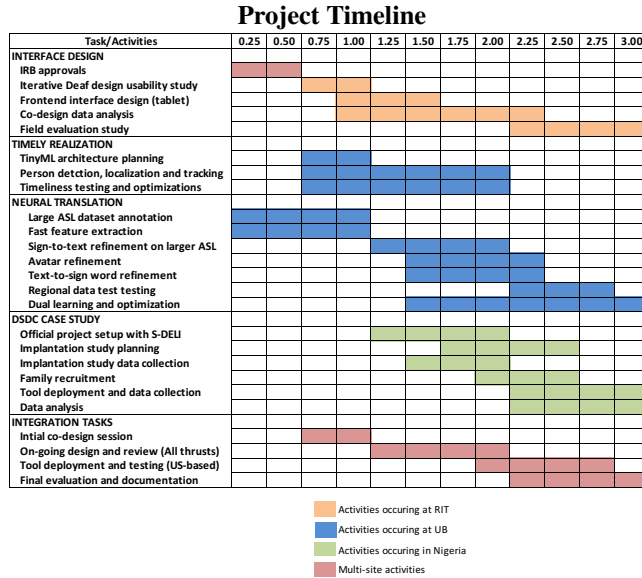 Project Timeline
Task/Activities 0.25 0.50 0.75 1.00 1.25 1.50 1.75 2.00 2.25 2.50 2.75 3.00
INTERFACE DESIGN
IRB approvals
Iterative Deaf design usability study
Frontend interface design (tablet)
Co-design data analysis
Field evaluation study
TIMELY REALIZATION
TinyML architecture planning
Person detction, localization and tracking
Timeliness testing and optimizations
NEURAL TRANSLATION
Large ASL dataset annotation
Fast feature extraction
Sign-to-text refinement on larger ASL
Avatar refinement
Text-to-sign word refinement
Regional data test testing
Dual learning and optimization
DSDC CASE STUDY
Official project setup with S-DELI
Implantation study planning
Implantation study data collection
Family recruitment
Tool deployment and data collection
Data analysis
INTEGRATION TASKS
Intial co-design session
On-going design and review (All thrusts)
Tool deployment and testing (US-based)
Final evaluation and documentation
Activities occuring at RIT
Activities occuring at UB
Activities occuring in Nigeria
Multi-site activities